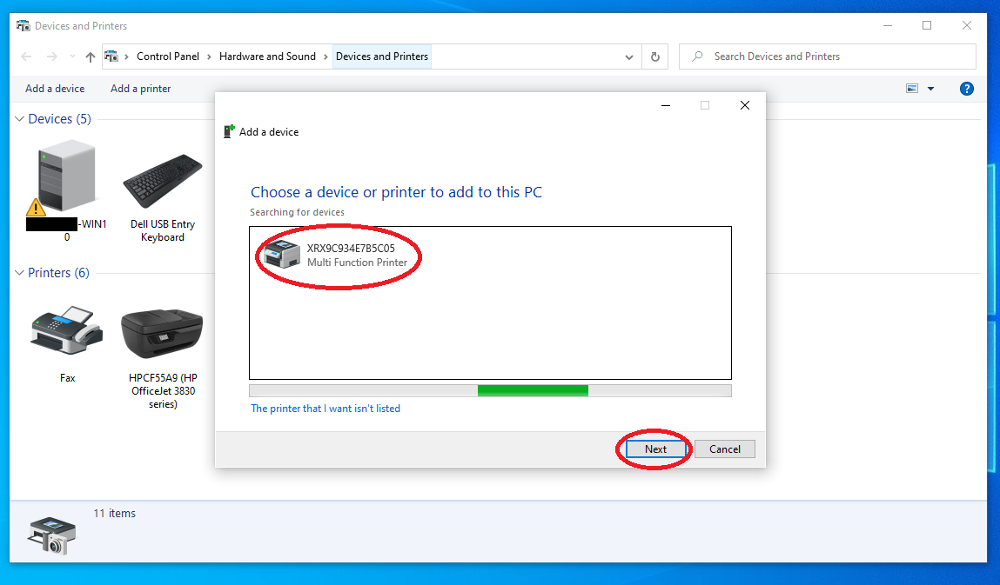 Devices and Printers
Control Panel
Hardware and Sound
Devices and Printers
Search Devices and Printers
Add a device
Add a printer
?
Devices (5)
-WIN1
0
Dell USB Entry
Keyboard
Printers (6)
Fax
HPCF55A9 (HP
OfficeJet 3830
series)
Add a device
Choose a device or printer to add to this PC
Searching for devices
XRX9C934E7B5C05
Multi Function Printer
The printer that I want isn't listed
Next
Cancel
11 items